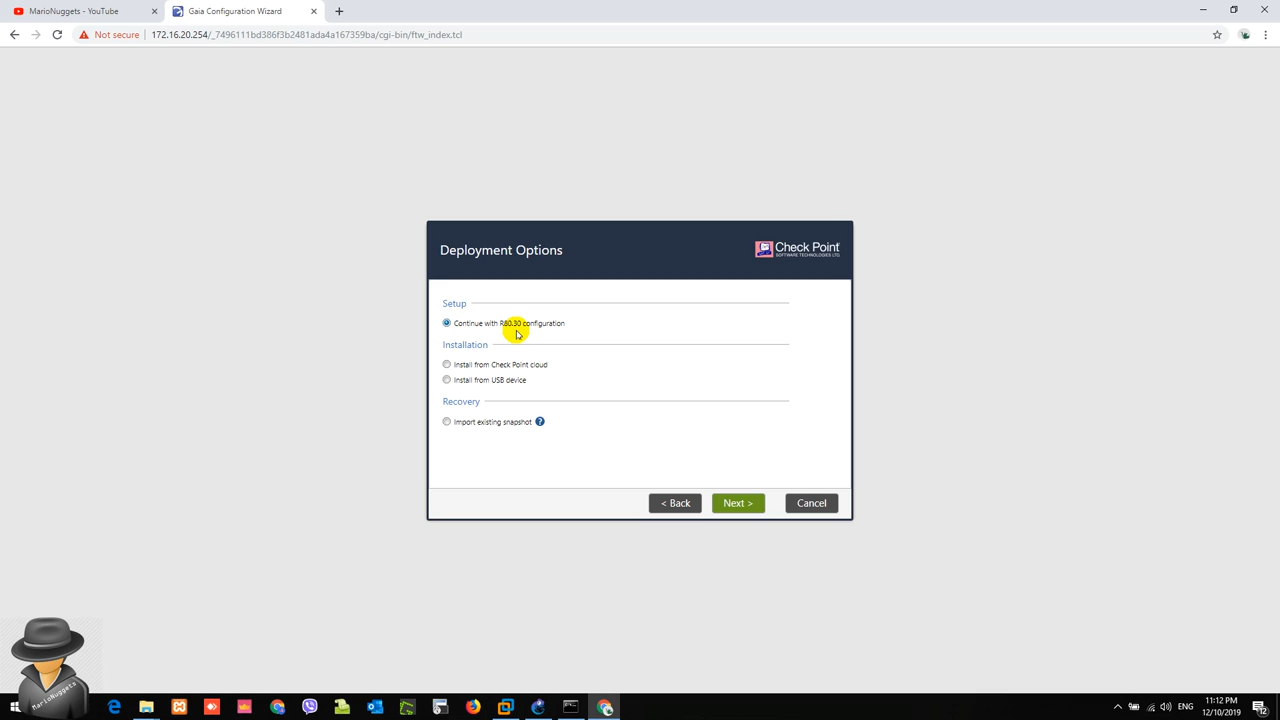 MarioNuggets - YouTube
Gaia Configuration Wizard
Not secure
172.16.20.254/_7496111bd386f3b2481ada4a167359ba/cgi-bin/ftw_index.tcl
Deployment Options
Check Point
SOFTWARE TECHNOLOGIES LTD.
Setup
Continue with R80.30 configuration
Installation
Install from Check Point cloud
Install from USB device
Recovery
Import existing snapshot
?
< Back
Next >
Cancel
MarioNuggets
ENG
11:12 PM
12/10/2019
12